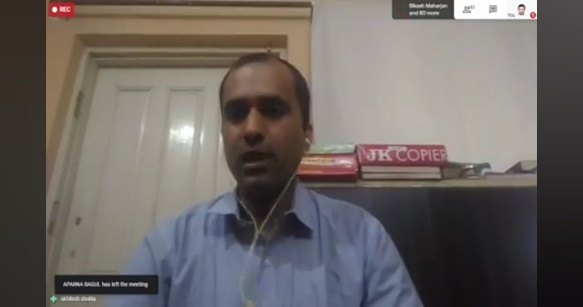 REC
Bikash Maharjan
and 80 more
You
JK COPIER
APARNA BAGUL has left the meeting
akhilesh shukla